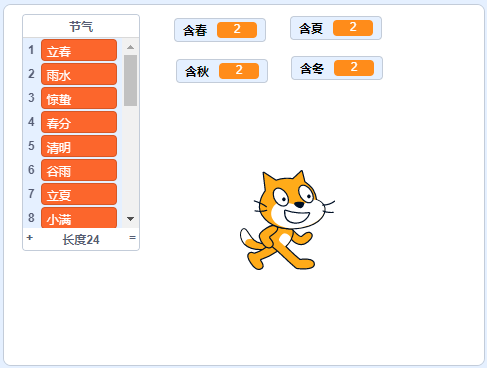 节气
1 立春
2 雨水
3 惊蛰
4 春分
5 清明
6 谷雨
7 立夏
8 小满
+ 长度24 =
含春 2
含夏 2
含秋 2
含冬 2